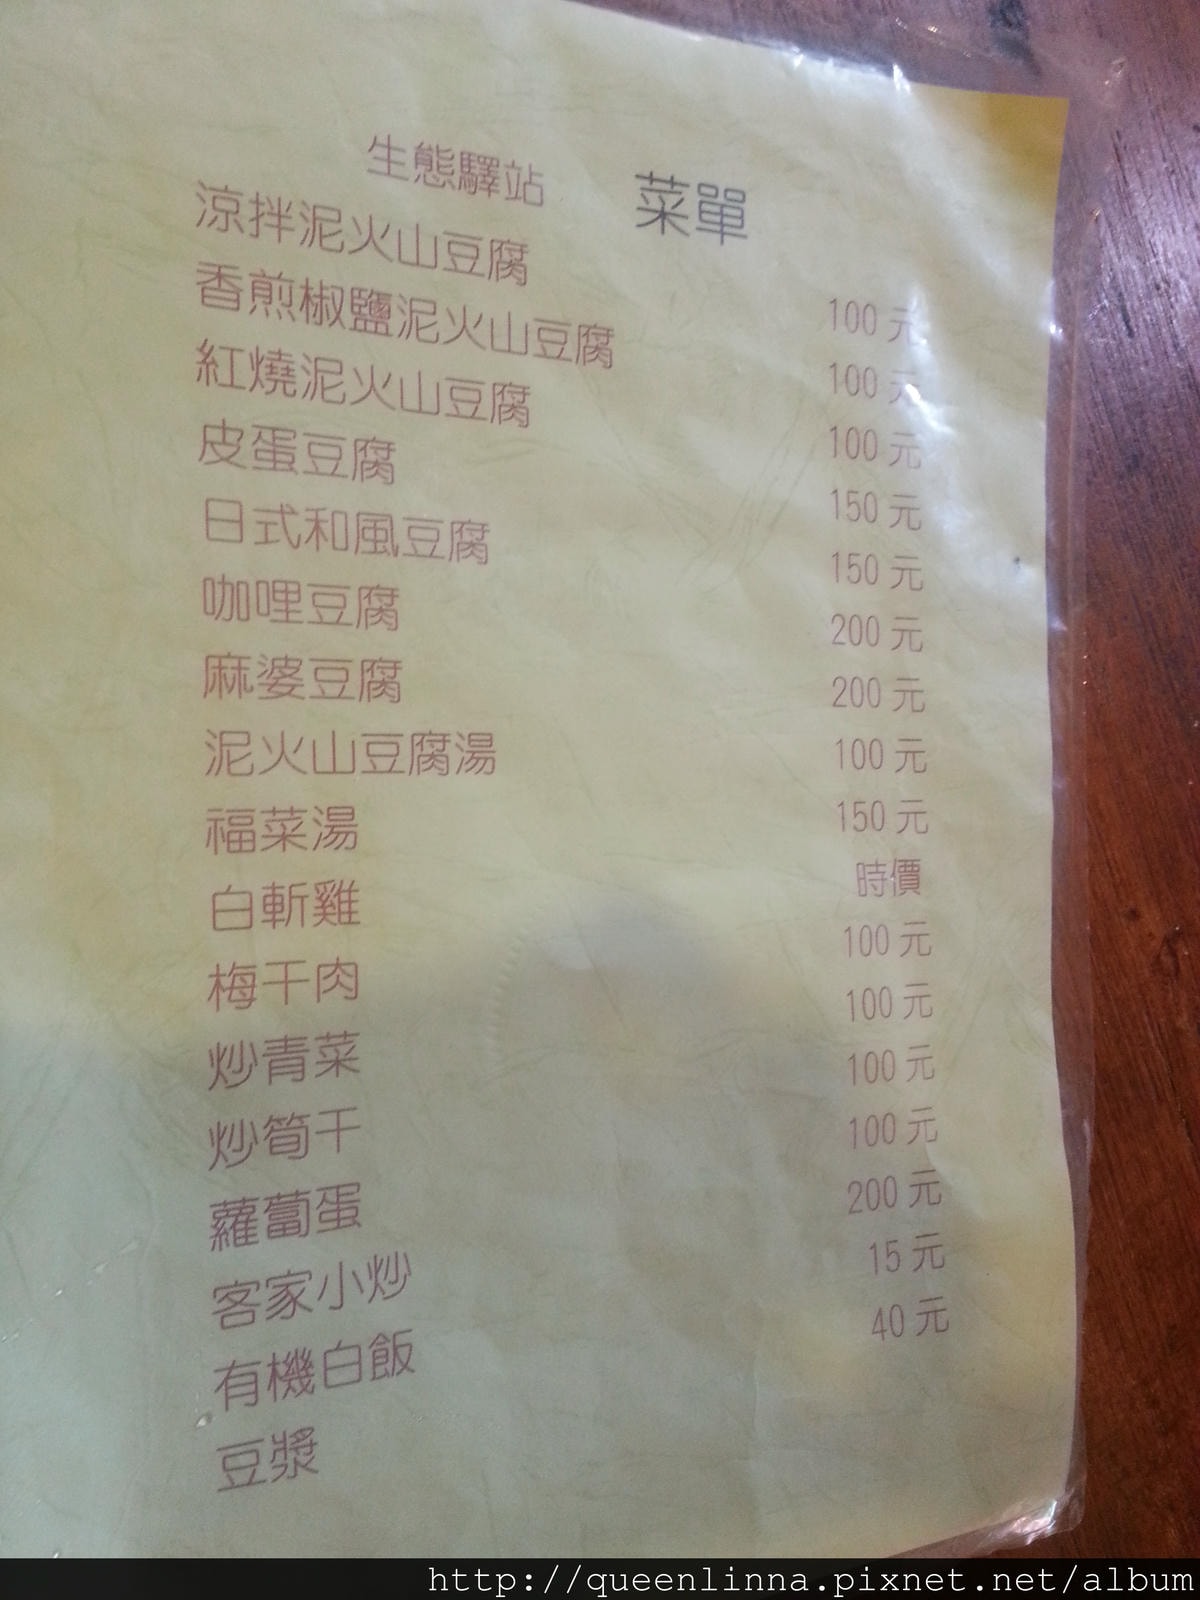 生態驛站 菜單
涼拌泥火山豆腐 100元
香煎椒鹽泥火山豆腐 100元
紅燒泥火山豆腐 100元
皮蛋豆腐 150元
日式和風豆腐 150元
咖哩豆腐 200元
麻婆豆腐 200元
泥火山豆腐湯 100元
福菜湯 150元
白斬雞 時價
梅干肉 100元
炒青菜 100元
炒筍干 100元
蘿蔔蛋 100元
客家小炒 200元
有機白飯 15元
豆漿 40元
http://queenlinna.pixnet.net/album